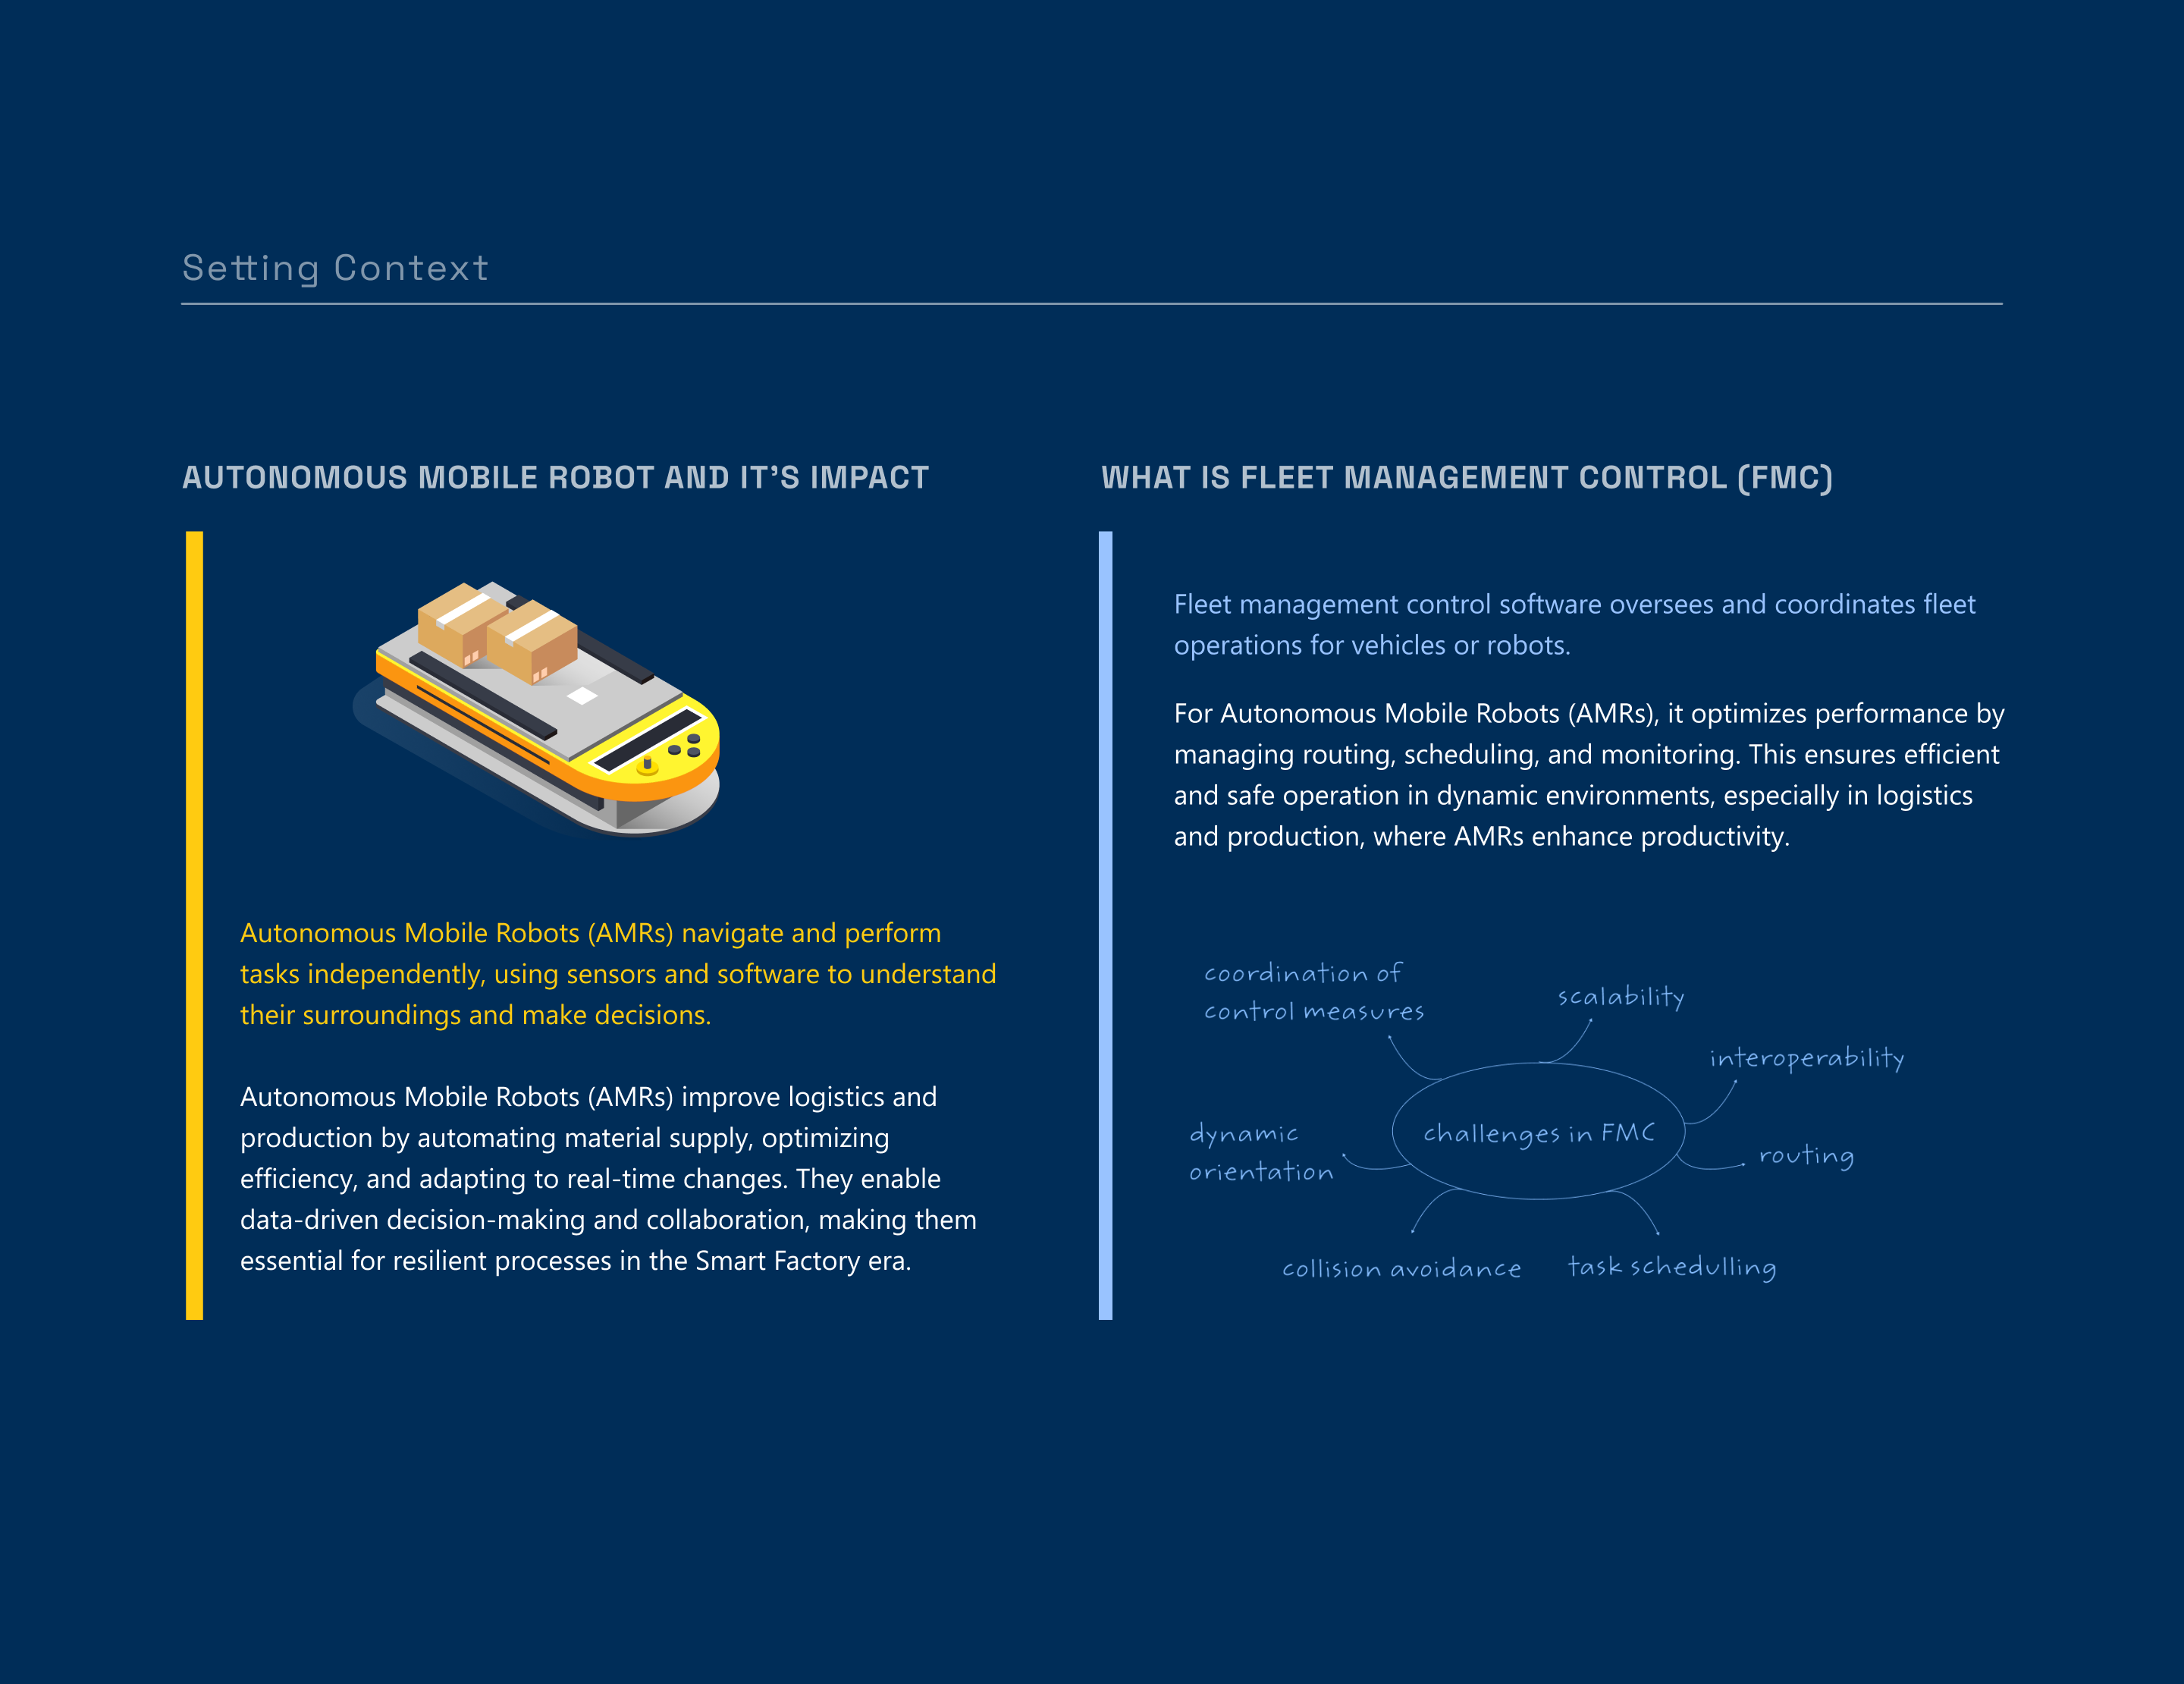 Setting Context
AUTONOMOUS MOBILE ROBOT AND IT’S IMPACT
Autonomous Mobile Robots (AMRs) navigate and perform
tasks independently, using sensors and software to understand
their surroundings and make decisions.
Autonomous Mobile Robots (AMRs) improve logistics and
production by automating material supply, optimizing
efficiency, and adapting to real-time changes. They enable
data-driven decision-making and collaboration, making them
essential for resilient processes in the Smart Factory era.
WHAT IS FLEET MANAGEMENT CONTROL (FMC)
Fleet management control software oversees and coordinates fleet
operations for vehicles or robots.
For Autonomous Mobile Robots (AMRs), it optimizes performance by
managing routing, scheduling, and monitoring. This ensures efficient
and safe operation in dynamic environments, especially in logistics
and production, where AMRs enhance productivity.
coordination of
control measures
scalability
interoperability
dynamic
orientation
challenges in FMC
routing
collision avoidance
task schedulling